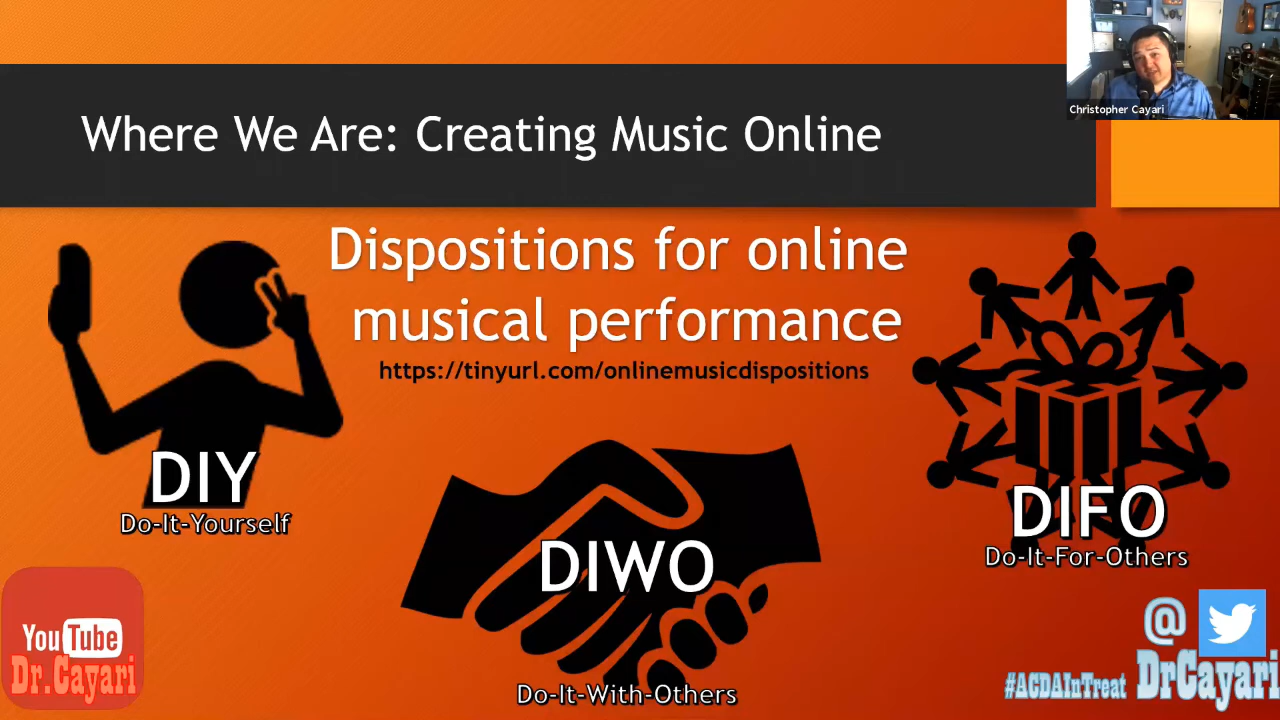 Christopher Cayari
Where We Are: Creating Music Online
Dispositions for online
musical performance
https://tinyurl.com/onlinemusicdispositions
DIY
Do-It-Yourself
DIWO
Do-It-With-Others
DIFO
Do-It-For-Others
YouTube
Dr.Cayari
@
#ACDAInTreat DrCayari